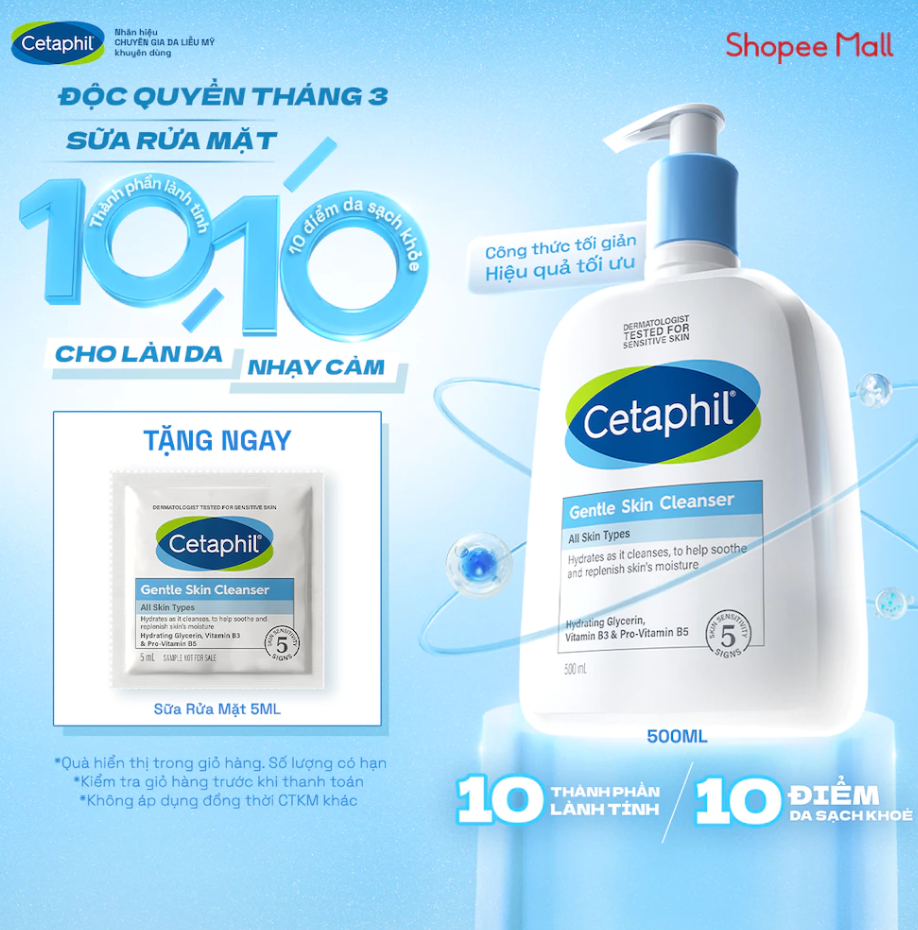 Cetaphil®
Nhãn hiệu
CHUYÊN GIA DA LIỄU MỸ
khuyên dùng
Shopee Mall
ĐỘC QUYỀN THÁNG 3
SỮA RỬA MẶT
10/10
Thành phần lành tính
10 điểm da sạch khỏe
CHO LÀN DA
NHẠY CẢM
Công thức tối giản
Hiệu quả tối ưu
DERMATOLOGIST
TESTED FOR
SENSITIVE SKIN
Cetaphil®
Gentle Skin Cleanser
All Skin Types
Hydrates as it cleanses, to help soothe
and replenish skin's moisture
Hydrating Glycerin,
Vitamin B3 & Pro-Vitamin B5
SKIN SENSITIVITY
5
SIGNS
500 mL
TẶNG NGAY
DERMATOLOGIST TESTED FOR SENSITIVE SKIN
Cetaphil®
Gentle Skin Cleanser
All Skin Types
Hydrates as it cleanses, to help soothe and
replenish skin's moisture
Hydrating Glycerin, Vitamin B3
& Pro-Vitamin B5
SKIN SENSITIVITY
5
SIGNS
5 mL SAMPLE NOT FOR SALE
Sữa Rửa Mặt 5ML
*Quà hiển thị trong giỏ hàng. Số lượng có hạn
*Kiểm tra giỏ hàng trước khi thanh toán
*Không áp dụng đồng thời CTKM khác
500ML
10 THÀNH PHẦN
LÀNH TÍNH
10 ĐIỂM
DA SẠCH KHOẺ